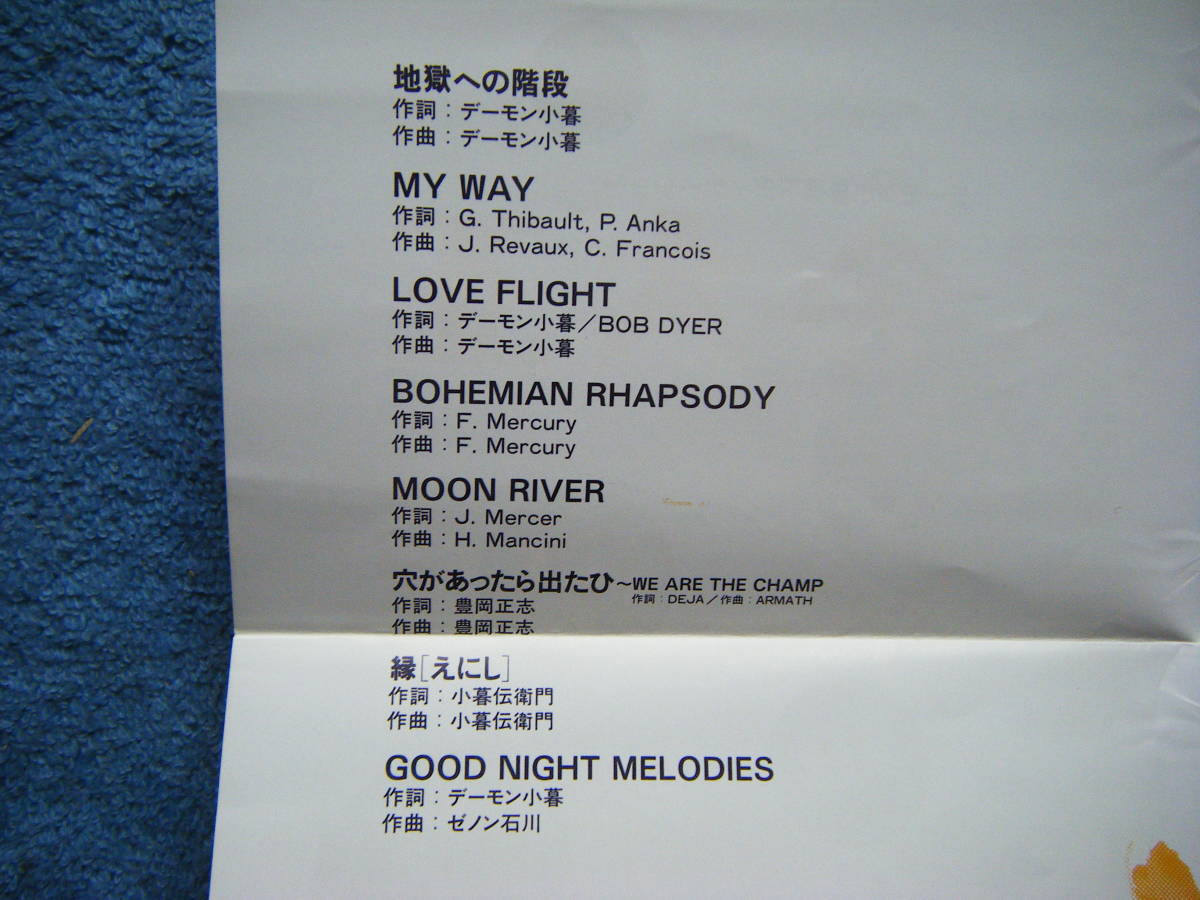 地獄への階段
作詞：デーモン小暮
作曲：デーモン小暮
MY WAY
作詞：G. Thibault, P. Anka
作曲：J. Revaux, C. Francois
LOVE FLIGHT
作詞：デーモン小暮／BOB DYER
作曲：デーモン小暮
BOHEMIAN RHAPSODY
作詞：F. Mercury
作曲：F. Mercury
MOON RIVER
作詞：J. Mercer
作曲：H. Mancini
穴があったら出たひ～WE ARE THE CHAMP
作詞：DEJA／作曲：ARMATH
作詞：豊岡正志
作曲：豊岡正志
縁[えにし]
作詞：小暮伝衛門
作曲：小暮伝衛門
GOOD NIGHT MELODIES
作詞：デーモン小暮
作曲：ゼノン石川